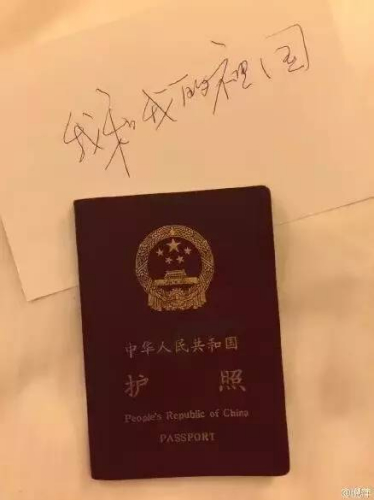 我和我的祖国
中华人民共和国
护 照
People's Republic of China
PASSPORT